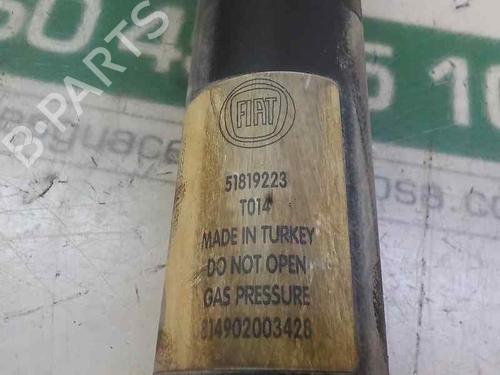 B-PARTS
FIAT
51819223
T014
MADE IN TURKEY
DO NOT OPEN
GAS PRESSURE
814902003428